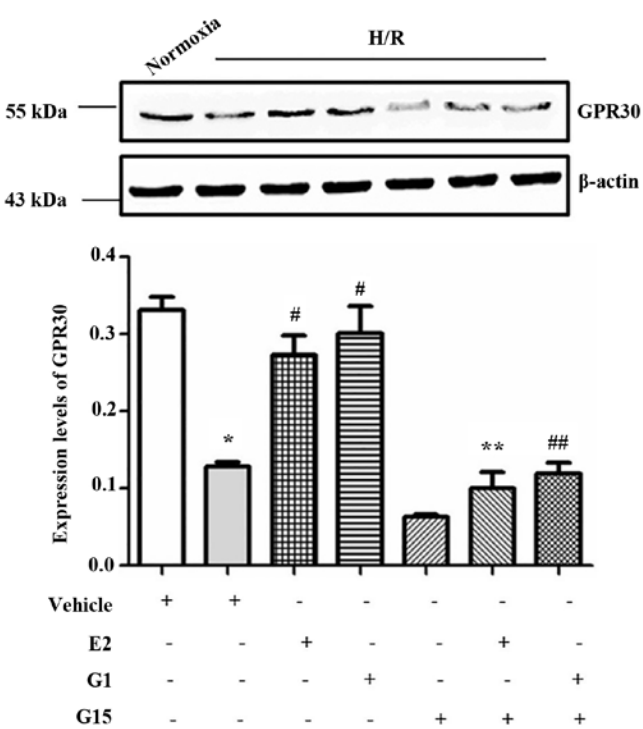 Normoxia
H/R
55 kDa
GPR30
43 kDa
β-actin
Expression levels of GPR30
0.4
0.3
0.2
0.1
0.0
*
#
#
**
##
Vehicle + + - - - - -
E2 - - + - - + -
G1 - - - + - - +
G15 - - - - + + +